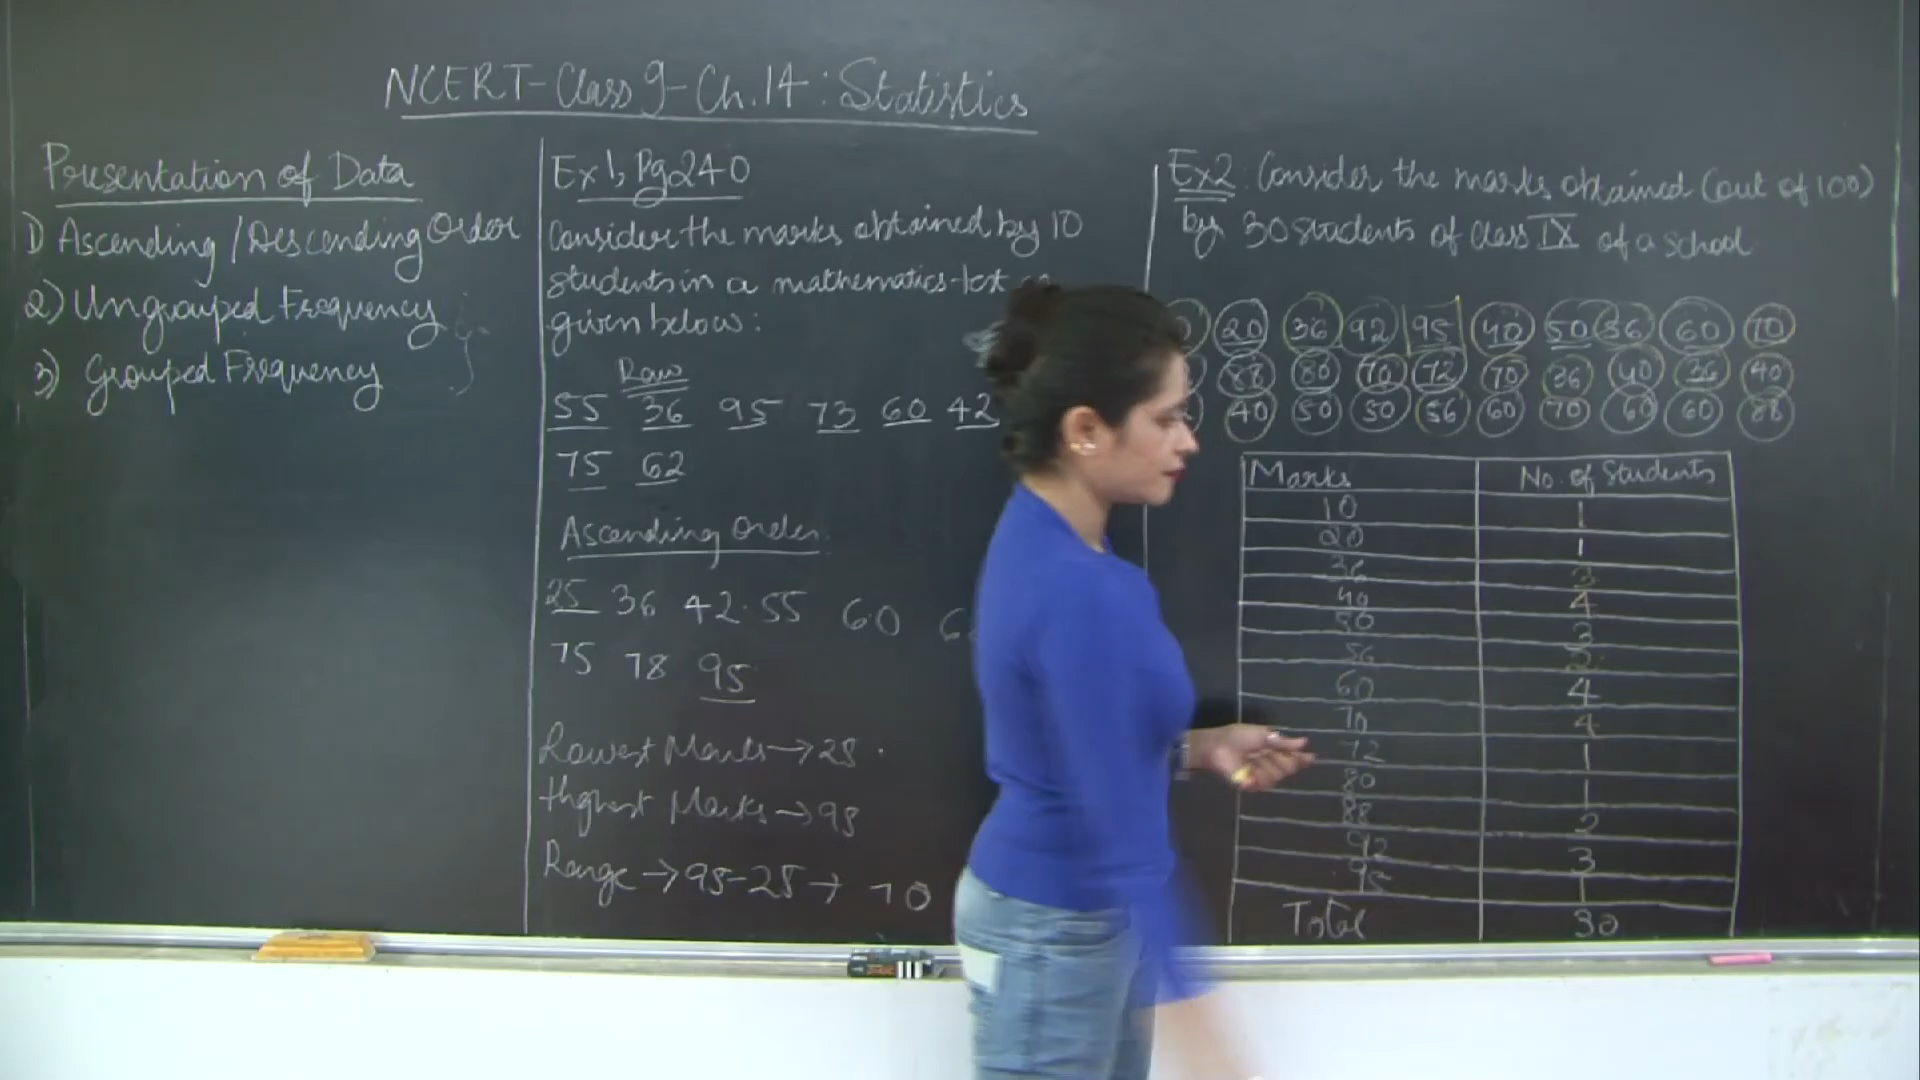 NCERT-Class 9-Ch.14: Statistics
Presentation of Data
1) Ascending / Descending Order
2) Ungrouped Frequency
3) Grouped Frequency
Ex 1, Pg 240
Consider the marks obtained by 10
students in a mathematics test
given below:
Raw
55 36 95 73 60 42
75 62
Ascending Order
25 36 42 55 60
75 78 95
Lowest Marks → 25
Highest Marks → 95
Range → 95-25 → 70
Ex2: Consider the marks obtained (out of 100)
by 30 students of class IX of a school
20 36 92 95 40 50 56 60 70
88 80 70 72 70 36 40 36 40
40 50 50 56 60 70 60 60 88
Marks No. of Students
10 1
20 1
36 3
40 4
50 3
56 2
60 4
70 4
72 1
80 1
88 2
92 3
95 1
Total 30